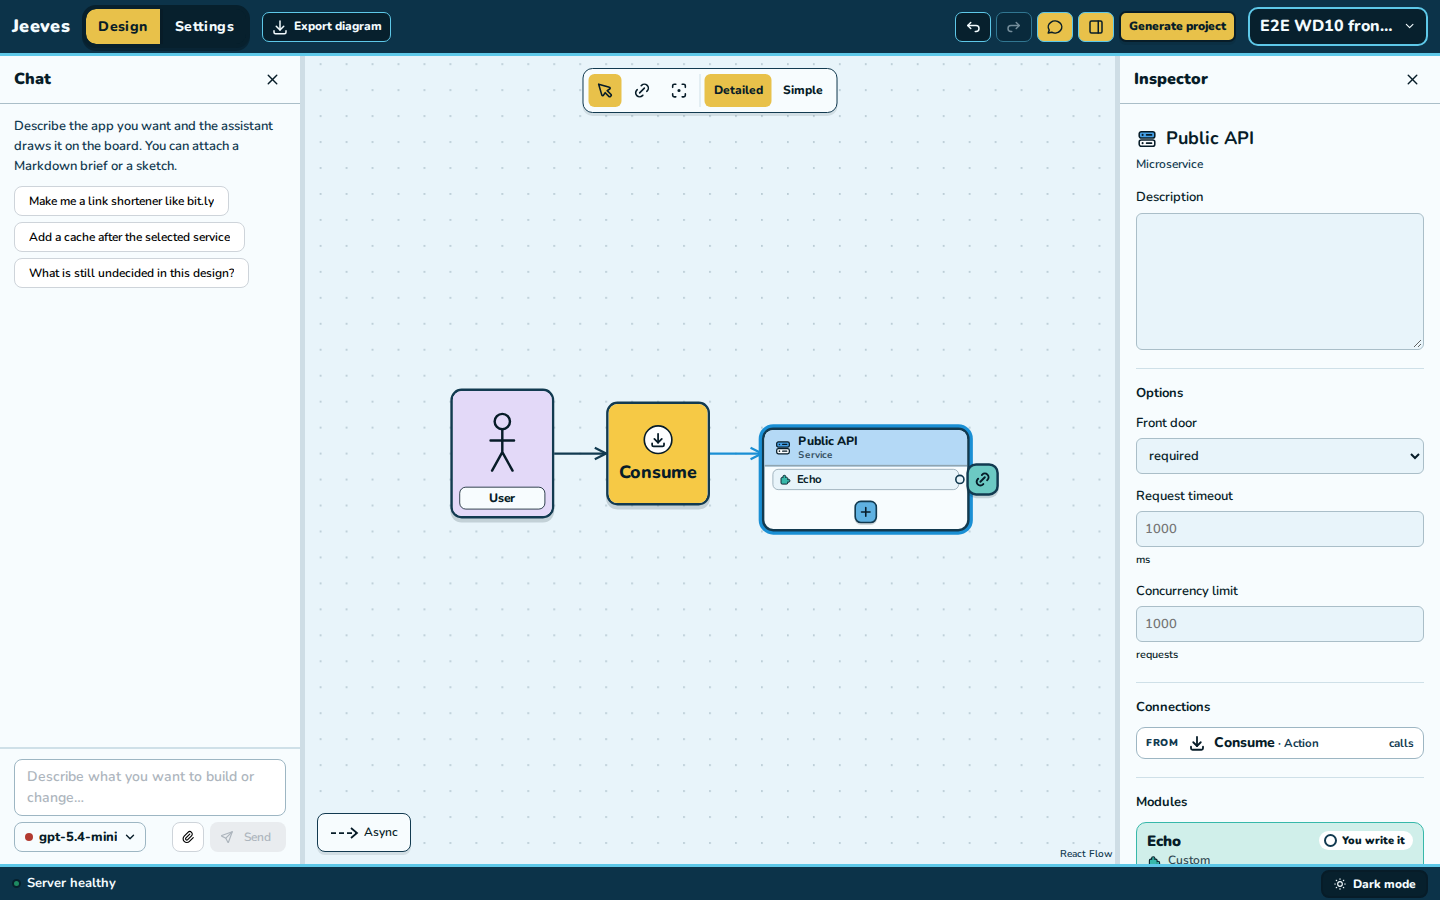 Jeeves
Design
Settings
Export diagram
Generate project
E2E WD10 fron...
Chat
Describe the app you want and the assistant
draws it on the board. You can attach a
Markdown brief or a sketch.
Make me a link shortener like bit.ly
Add a cache after the selected service
What is still undecided in this design?
Describe what you want to build or
change...
gpt-5.4-mini
Send
Detailed
Simple
User
Consume
Public API
Service
Echo
Async
React Flow
Inspector
Public API
Microservice
Description
Options
Front door
required
Request timeout
1000
ms
Concurrency limit
1000
requests
Connections
FROM Consume · Action calls
Modules
Echo
You write it
Custom
Server healthy
Dark mode